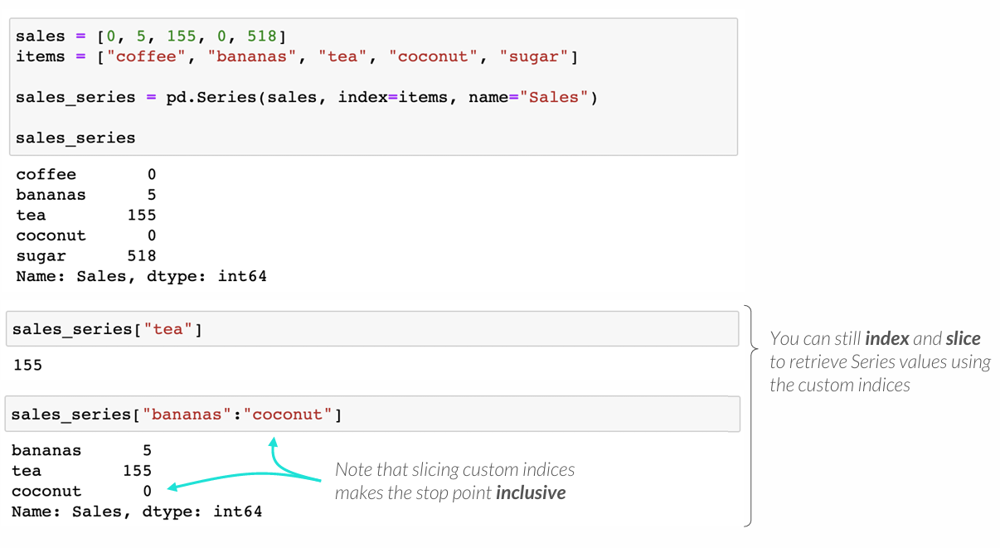 sales = [0, 5, 155, 0, 518]
items = ["coffee", "bananas", "tea", "coconut", "sugar"]
sales_series = pd.Series(sales, index=items, name="Sales")
sales_series
coffee       0
bananas      5
tea        155
coconut      0
sugar      518
Name: Sales, dtype: int64
sales_series["tea"]
155
sales_series["bananas":"coconut"]
bananas      5
tea        155
coconut      0
Name: Sales, dtype: int64
You can still index and slice
to retrieve Series values using
the custom indices
Note that slicing custom indices
makes the stop point inclusive